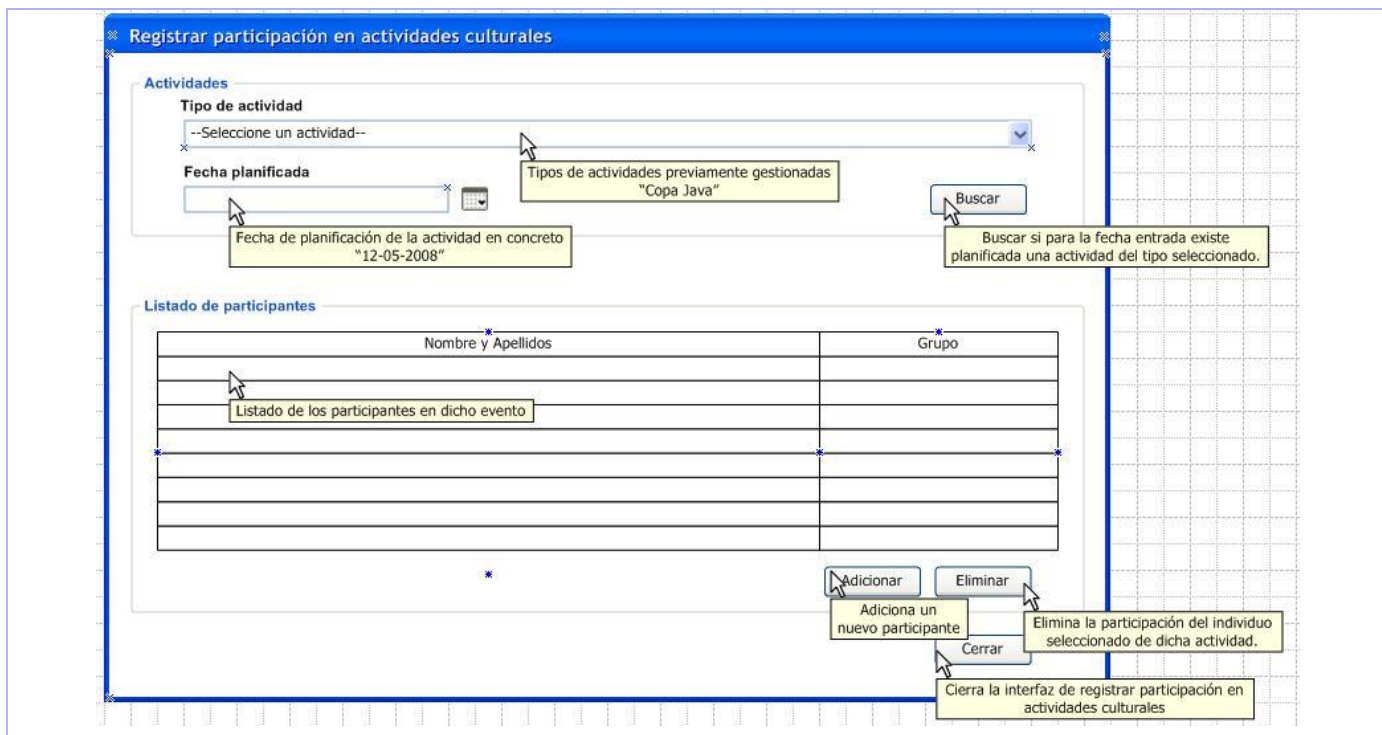 Registrar participación en actividades culturales
Actividades
Tipo de actividad
--Seleccione un actividad--
Tipos de actividades previamente gestionadas
"Copa Java"
Fecha planificada
Fecha de planificación de la actividad en concreto
"12-05-2008"
Buscar
Buscar si para la fecha entrada existe
planificada una actividad del tipo seleccionado.
Listado de participantes
Nombre y Apellidos
Grupo
Listado de los participantes en dicho evento
Adicionar
Eliminar
Adiciona un
nuevo participante
Elimina la participación del individuo
seleccionado de dicha actividad.
Cerrar
Cierra la interfaz de registrar participación en
actividades culturales